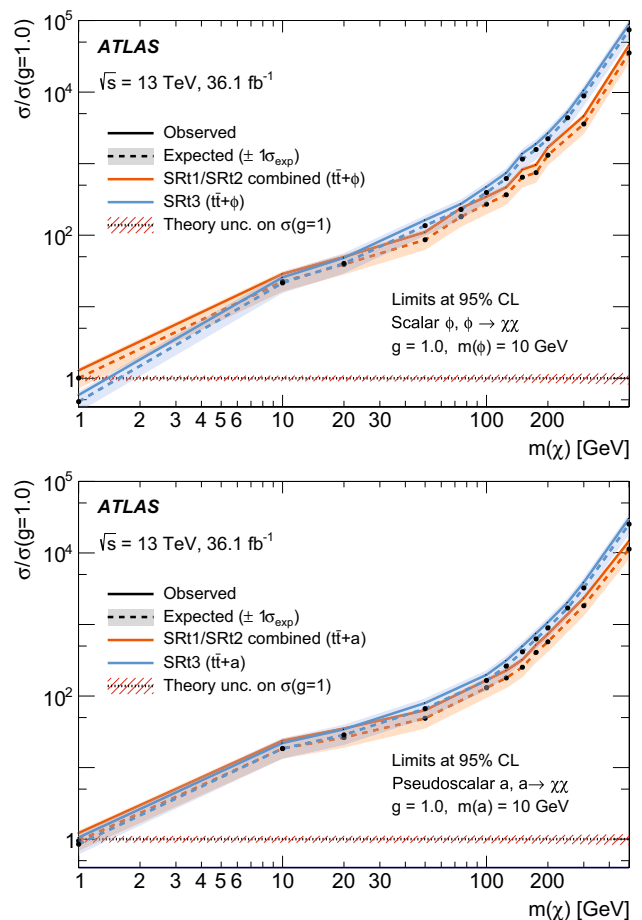 10^5
σ/σ(g=1.0)
ATLAS
√s = 13 TeV, 36.1 fb^-1
10^4
Observed
Expected (± 1σ_exp)
SRt1/SRt2 combined (tt̄+ϕ)
SRt3 (tt̄+ϕ)
Theory unc. on σ(g=1)
10^2
Limits at 95% CL
Scalar ϕ, ϕ → χχ
g = 1.0, m(ϕ) = 10 GeV
1
1 2 3 4 5 6 10 20 30 100 200
m(χ) [GeV]
10^5
σ/σ(g=1.0)
ATLAS
√s = 13 TeV, 36.1 fb^-1
10^4
Observed
Expected (± 1σ_exp)
SRt1/SRt2 combined (tt̄+a)
SRt3 (tt̄+a)
Theory unc. on σ(g=1)
10^2
Limits at 95% CL
Pseudoscalar a, a→ χχ
g = 1.0, m(a) = 10 GeV
1
1 2 3 4 5 6 10 20 30 100 200
m(χ) [GeV]